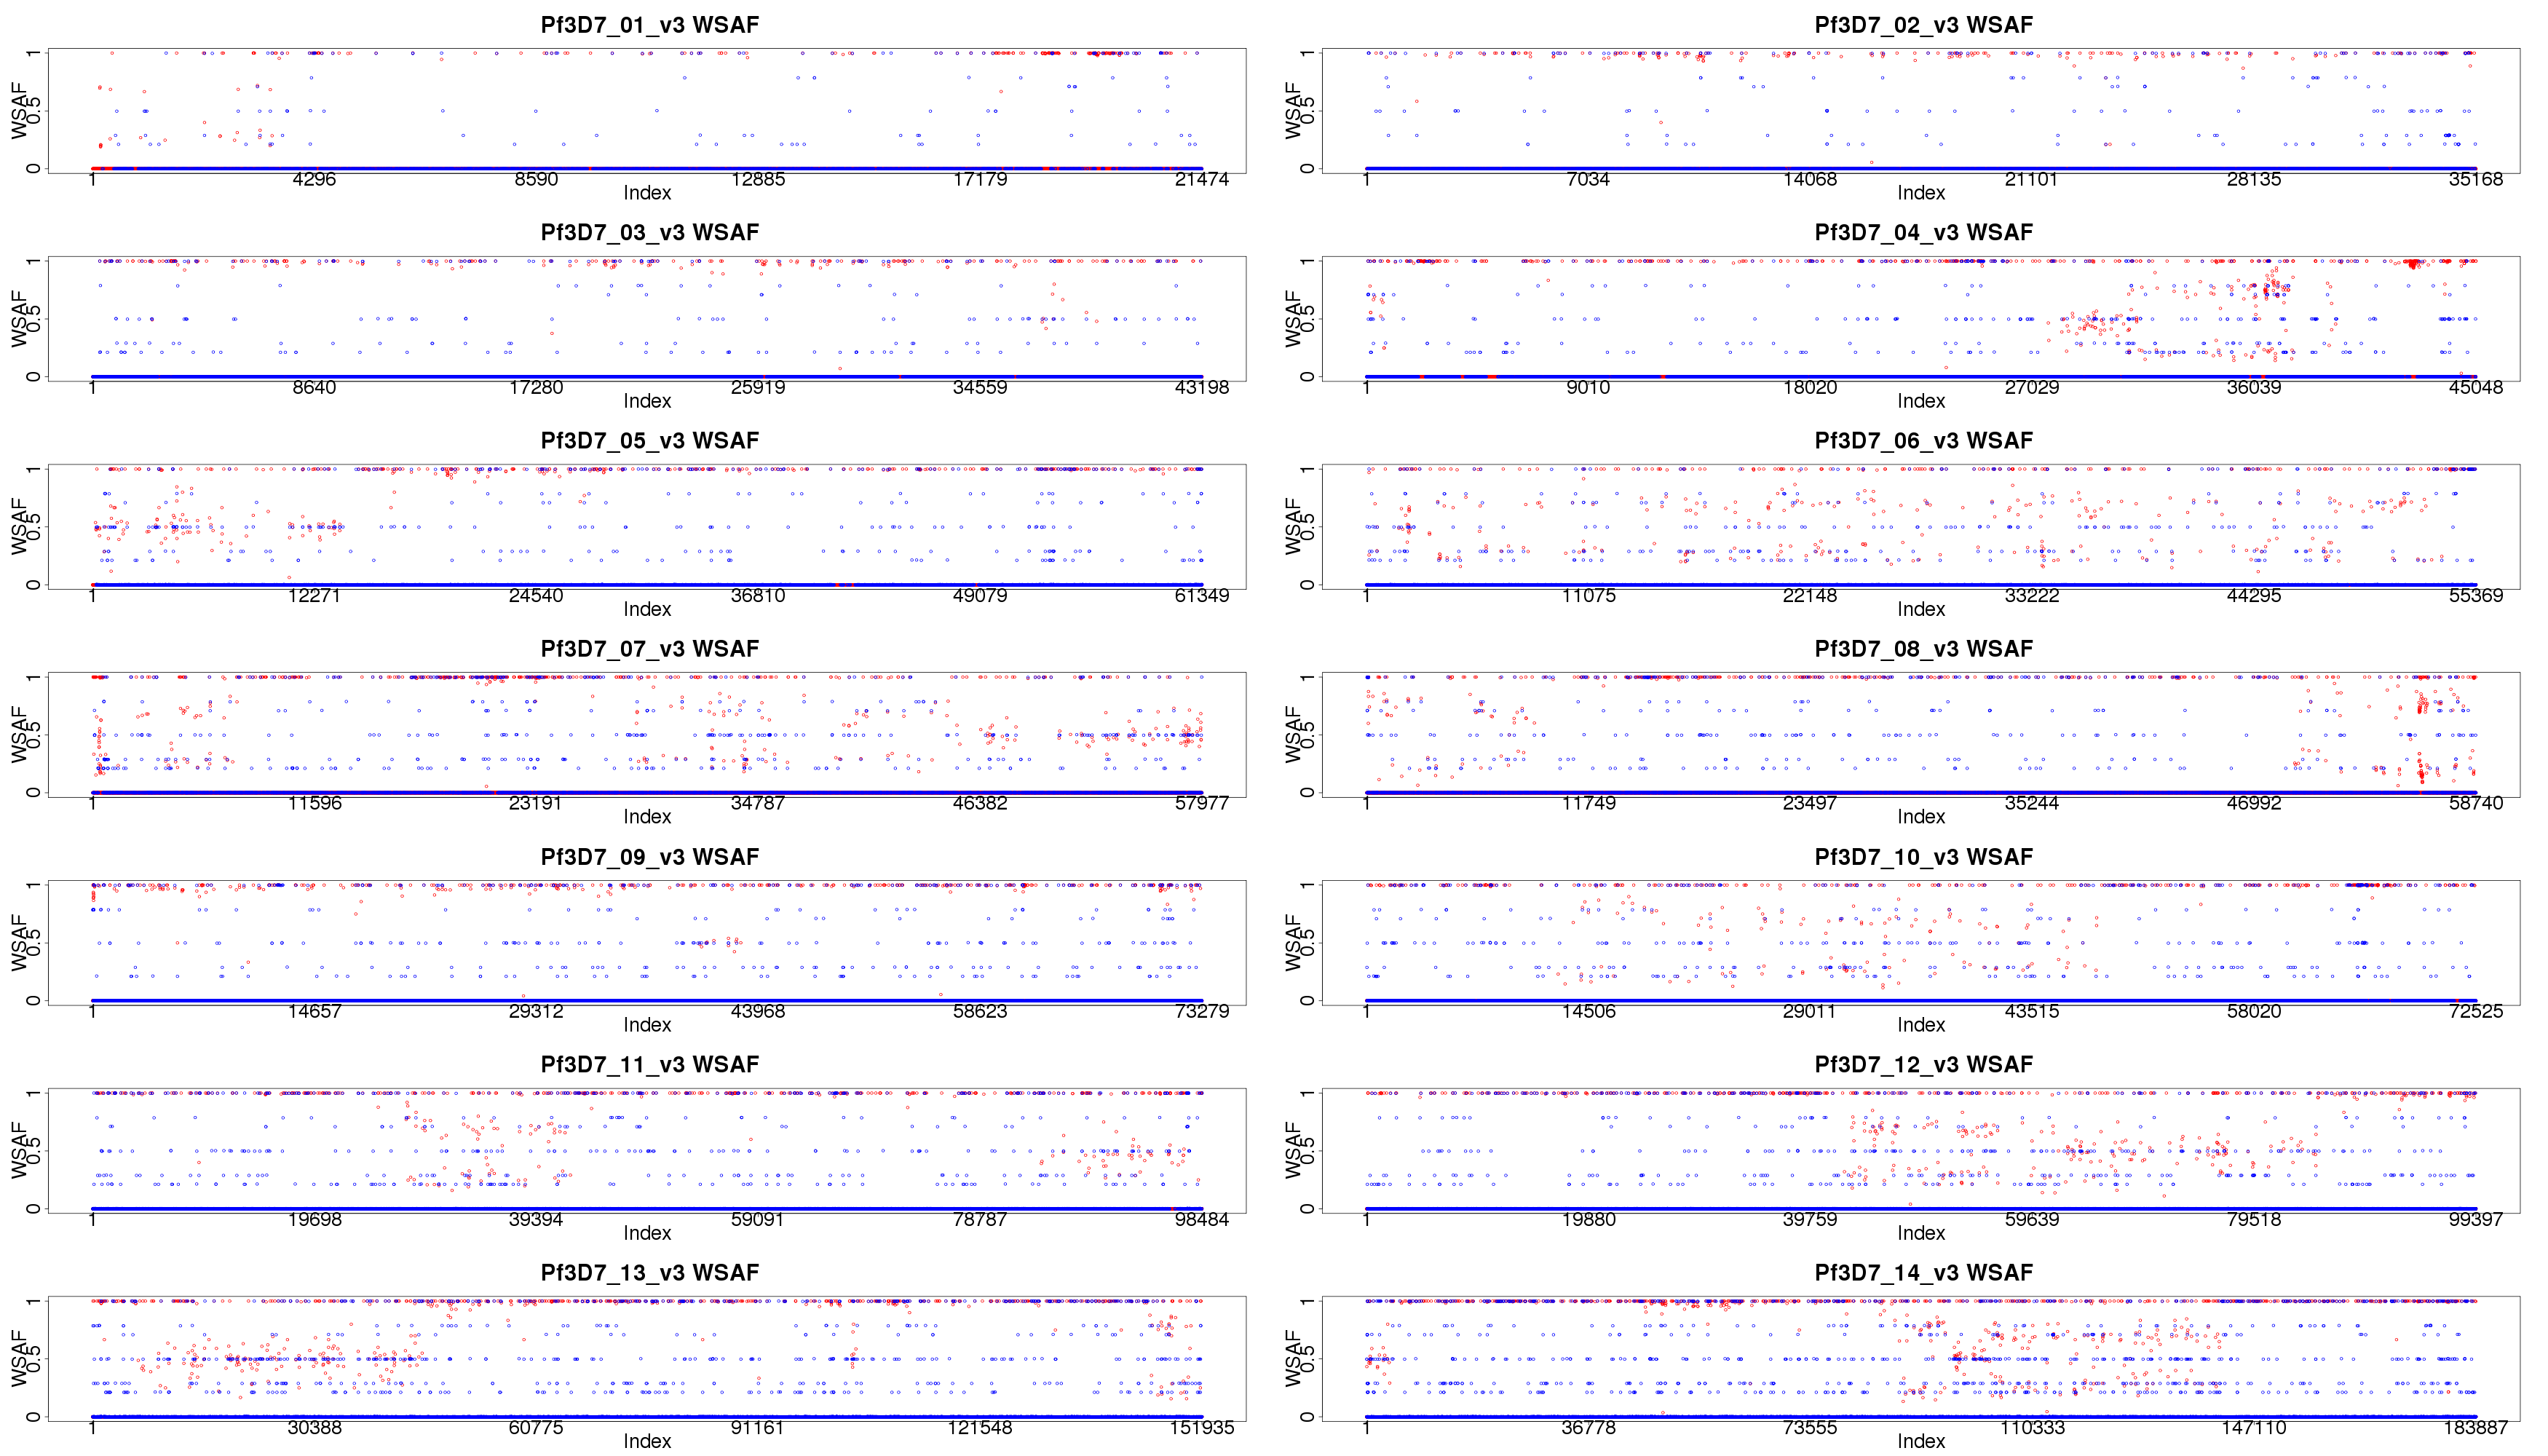 Pf3D7_01_v3 WSAF
WSAF
0 0.5 1
1 4296 8590 12885 17179 21474
Index
Pf3D7_02_v3 WSAF
WSAF
0 0.5 1
1 7034 14068 21101 28135 35168
Index
Pf3D7_03_v3 WSAF
WSAF
0 0.5 1
1 8640 17280 25919 34559 43198
Index
Pf3D7_04_v3 WSAF
WSAF
0 0.5 1
1 9010 18020 27029 36039 45048
Index
Pf3D7_05_v3 WSAF
WSAF
0 0.5 1
1 12271 24540 36810 49079 61349
Index
Pf3D7_06_v3 WSAF
WSAF
0 0.5 1
1 11075 22148 33222 44295 55369
Index
Pf3D7_07_v3 WSAF
WSAF
0 0.5 1
1 11596 23191 34787 46382 57977
Index
Pf3D7_08_v3 WSAF
WSAF
0 0.5 1
1 11749 23497 35244 46992 58740
Index
Pf3D7_09_v3 WSAF
WSAF
0 0.5 1
1 14657 29312 43968 58623 73279
Index
Pf3D7_10_v3 WSAF
WSAF
0 0.5 1
1 14506 29011 43515 58020 72525
Index
Pf3D7_11_v3 WSAF
WSAF
0 0.5 1
1 19698 39394 59091 78787 98484
Index
Pf3D7_12_v3 WSAF
WSAF
0 0.5 1
1 19880 39759 59639 79518 99397
Index
Pf3D7_13_v3 WSAF
WSAF
0 0.5 1
1 30388 60775 91161 121548 151935
Index
Pf3D7_14_v3 WSAF
WSAF
0 0.5 1
1 36778 73555 110333 147110 183887
Index